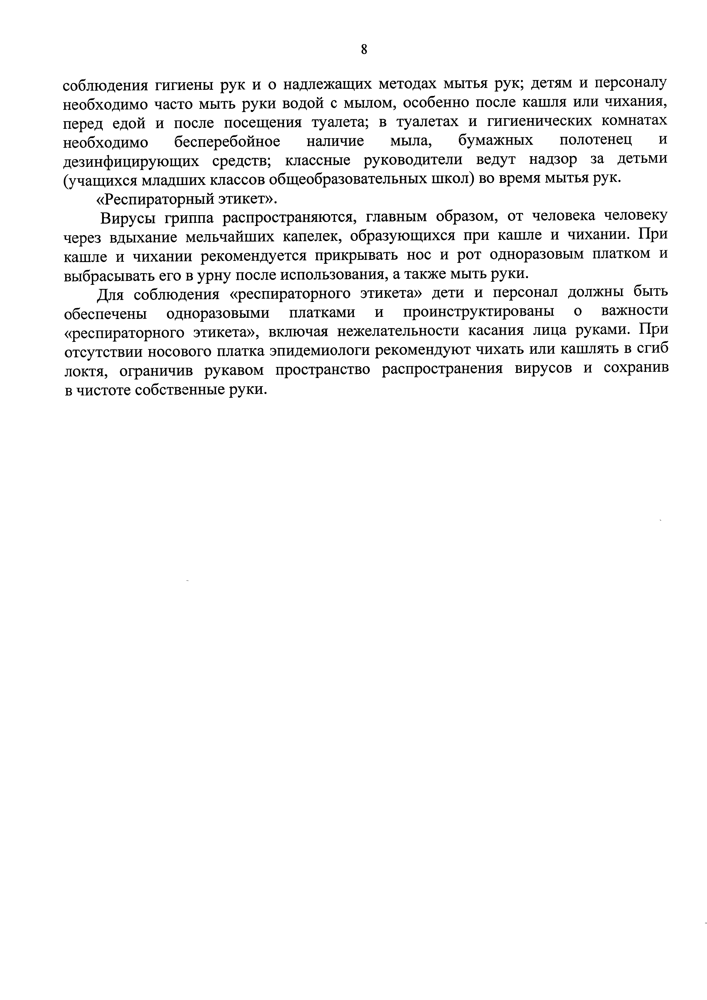 8
соблюдения гигиены рук и о надлежащих методах мытья рук; детям и персоналу
необходимо часто мыть руки водой с мылом, особенно после кашля или чихания,
перед едой и после посещения туалета; в туалетах и гигиенических комнатах
необходимо бесперебойное наличие мыла, бумажных полотенец и
дезинфицирующих средств; классные руководители ведут надзор за детьми
(учащихся младших классов общеобразовательных школ) во время мытья рук.
«Респираторный этикет».
Вирусы гриппа распространяются, главным образом, от человека человеку
через вдыхание мельчайших капелек, образующихся при кашле и чихании. При
кашле и чихании рекомендуется прикрывать нос и рот одноразовым платком и
выбрасывать его в урну после использования, а также мыть руки.
Для соблюдения «респираторного этикета» дети и персонал должны быть
обеспечены одноразовыми платками и проинструктированы о важности
«респираторного этикета», включая нежелательности касания лица руками. При
отсутствии носового платка эпидемиологи рекомендуют чихать или кашлять в сгиб
локтя, ограничив рукавом пространство распространения вирусов и сохранив
в чистоте собственные руки.